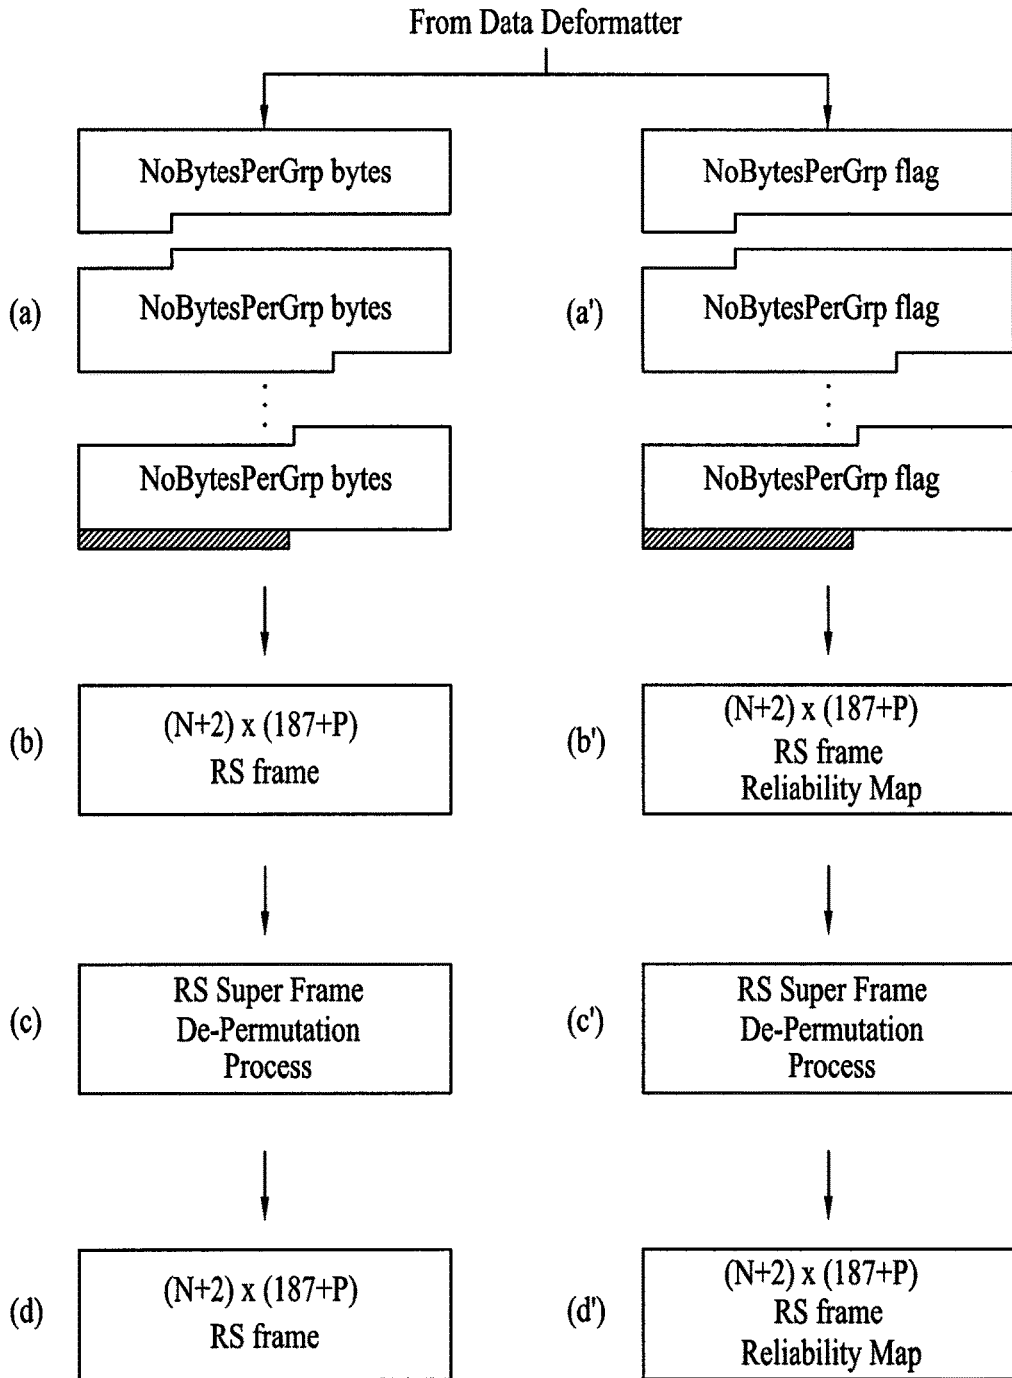 From Data Deformatter
NoBytesPerGrp bytes
NoBytesPerGrp flag
(a)
NoBytesPerGrp bytes
(a')
NoBytesPerGrp flag
NoBytesPerGrp bytes
NoBytesPerGrp flag
(b)
(N+2) x (187+P)
RS frame
(b')
(N+2) x (187+P)
RS frame
Reliability Map
(c)
RS Super Frame
De-Permutation
Process
(c')
RS Super Frame
De-Permutation
Process
(d)
(N+2) x (187+P)
RS frame
(d')
(N+2) x (187+P)
RS frame
Reliability Map